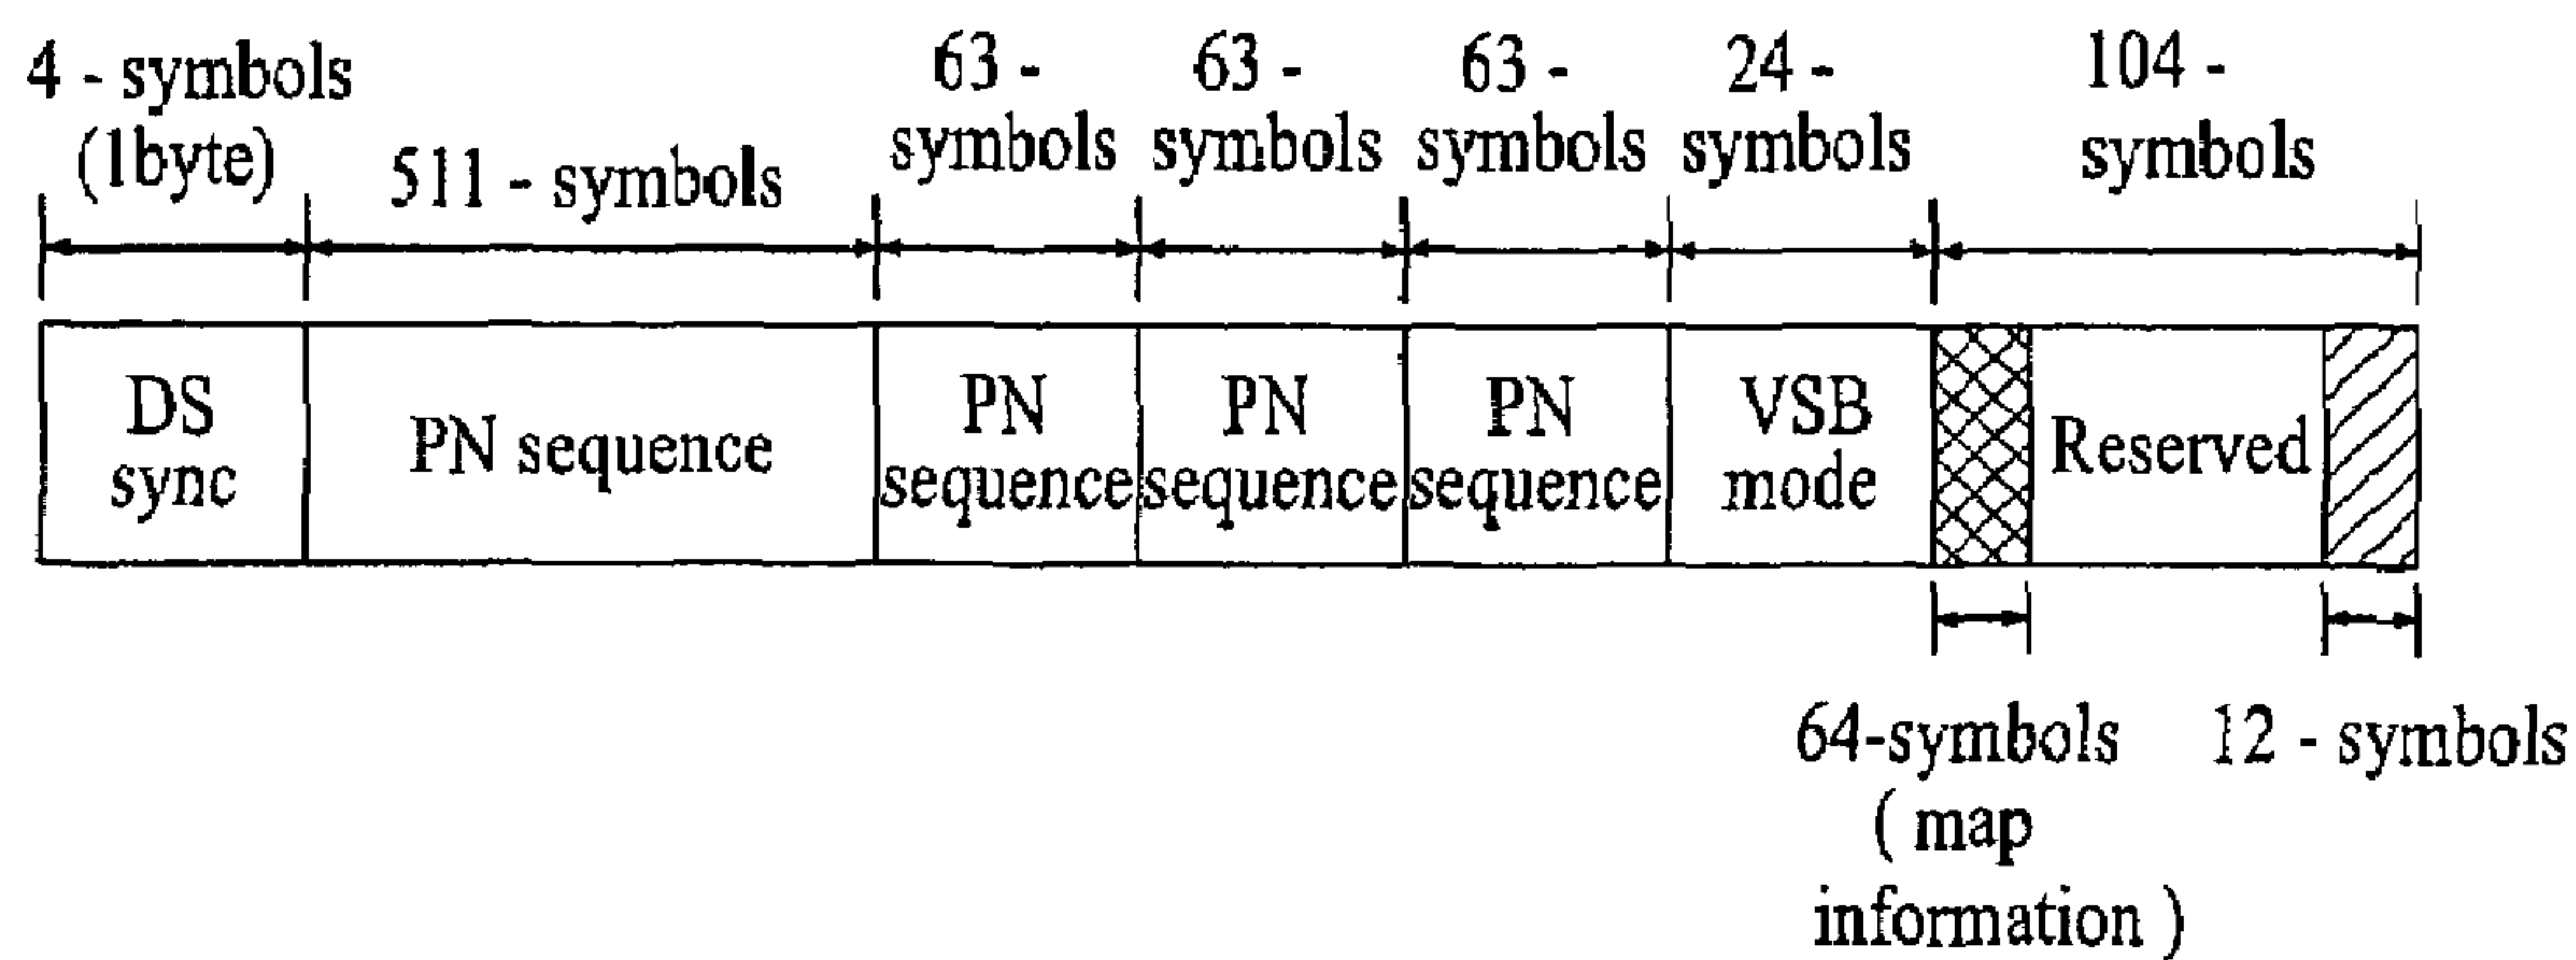 4 - symbols
(1byte)
511 - symbols
63 -
symbols
63 -
symbols
63 -
symbols
24 -
symbols
104 -
symbols
DS
sync
PN sequence
PN
sequence
PN
sequence
PN
sequence
VSB
mode
Reserved
64-symbols
( map
information )
12 - symbols